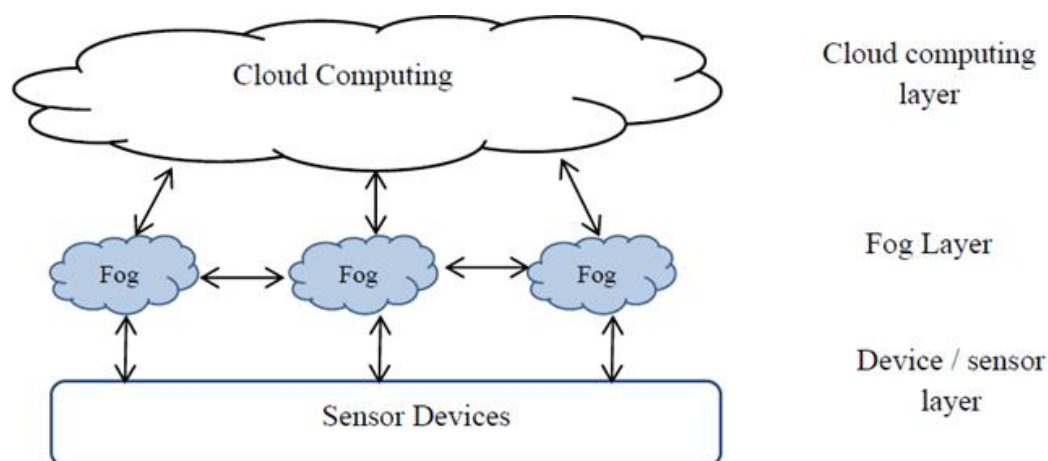 Cloud Computing
Cloud computing
layer
Fog
Fog
Fog
Fog Layer
Sensor Devices
Device / sensor
layer